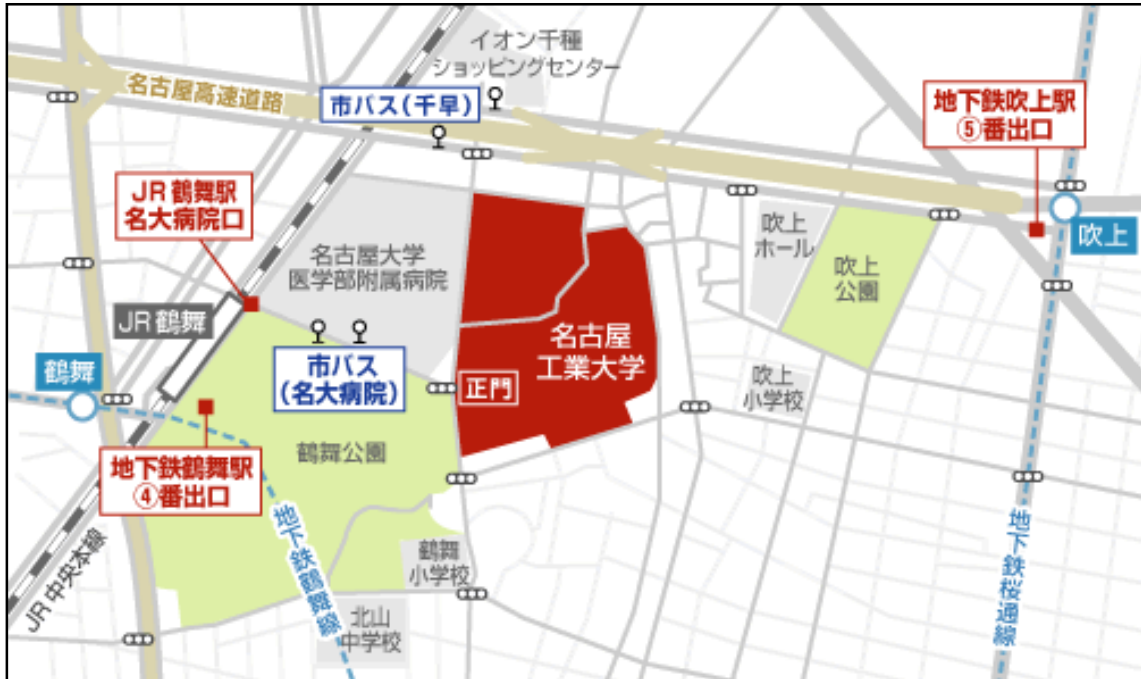 イオン千種
ショッピングセンター
名古屋高速道路
市バス(千早)
地下鉄吹上駅
⑤番出口
JR 鶴舞駅
名大病院口
名古屋大学
医学部附属病院
吹上
ホール
吹上
公園
吹上
JR 鶴舞
市バス
(名大病院)
名古屋
工業大学
鶴舞
正門
吹上
小学校
地下鉄鶴舞駅
④番出口
鶴舞公園
地下鉄鶴舞線
地下鉄桜通線
JR 中央本線
鶴舞
小学校
北山
中学校